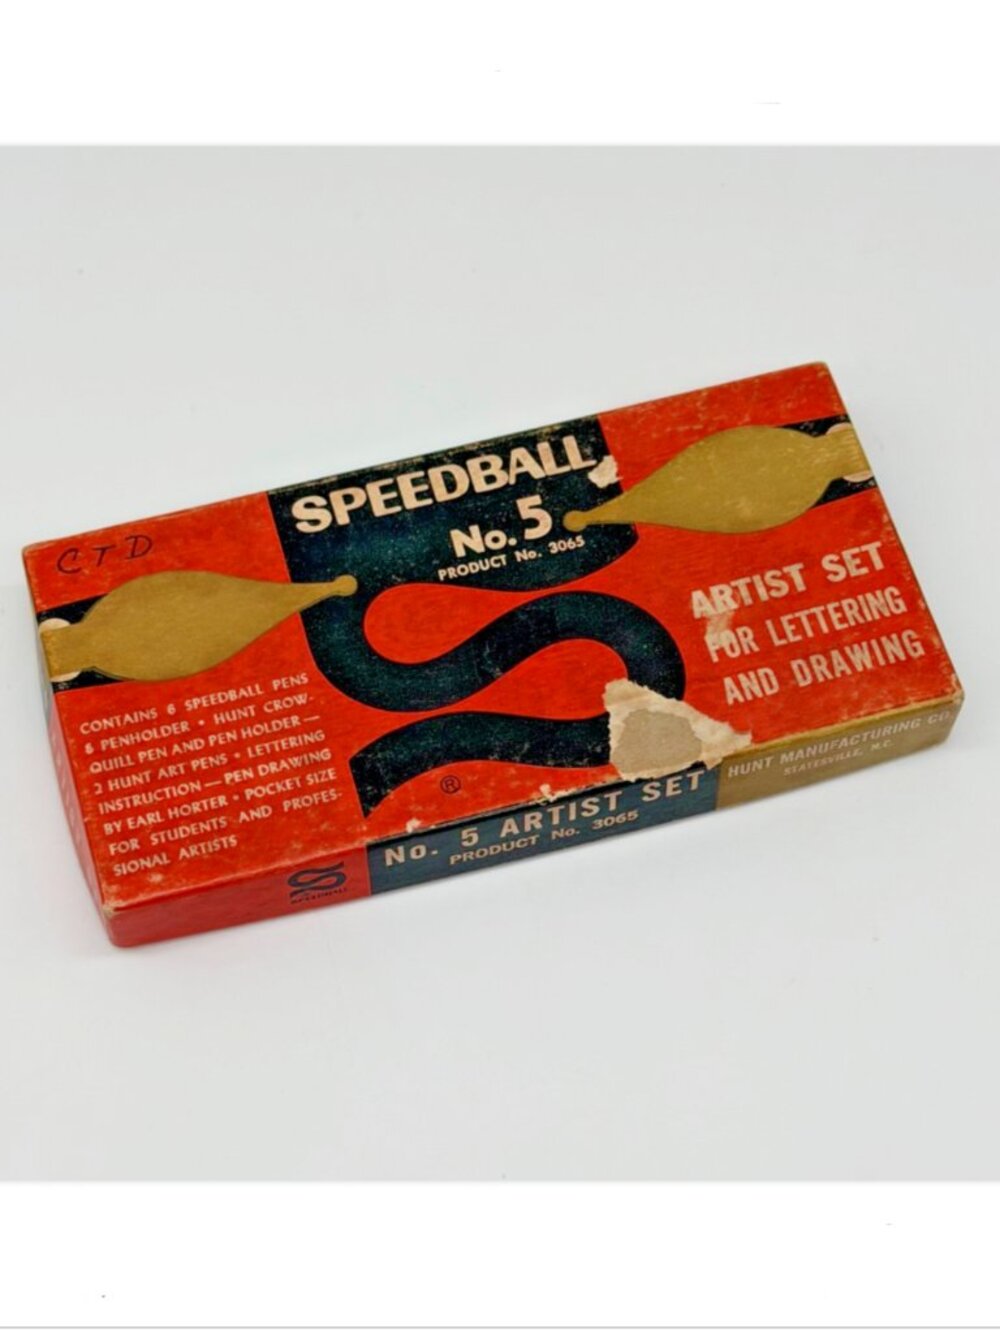 CTD
SPEEDBALL
No. 5
PRODUCT No. 3065
ARTIST SET
FOR LETTERING
AND DRAWING
CONTAINS 6 SPEEDBALL PENS
& PENHOLDER • HUNT CROW-
QUILL PEN AND PEN HOLDER—
2 HUNT ART PENS • LETTERING
INSTRUCTION—PEN DRAWING
BY EARL HORTER • POCKET SIZE
FOR STUDENTS AND PROFES-
SIONAL ARTISTS
®
SPEEDBALL
No. 5 ARTIST SET
PRODUCT No. 3065
HUNT MANUFACTURING CO.
STATESVILLE, N.C.